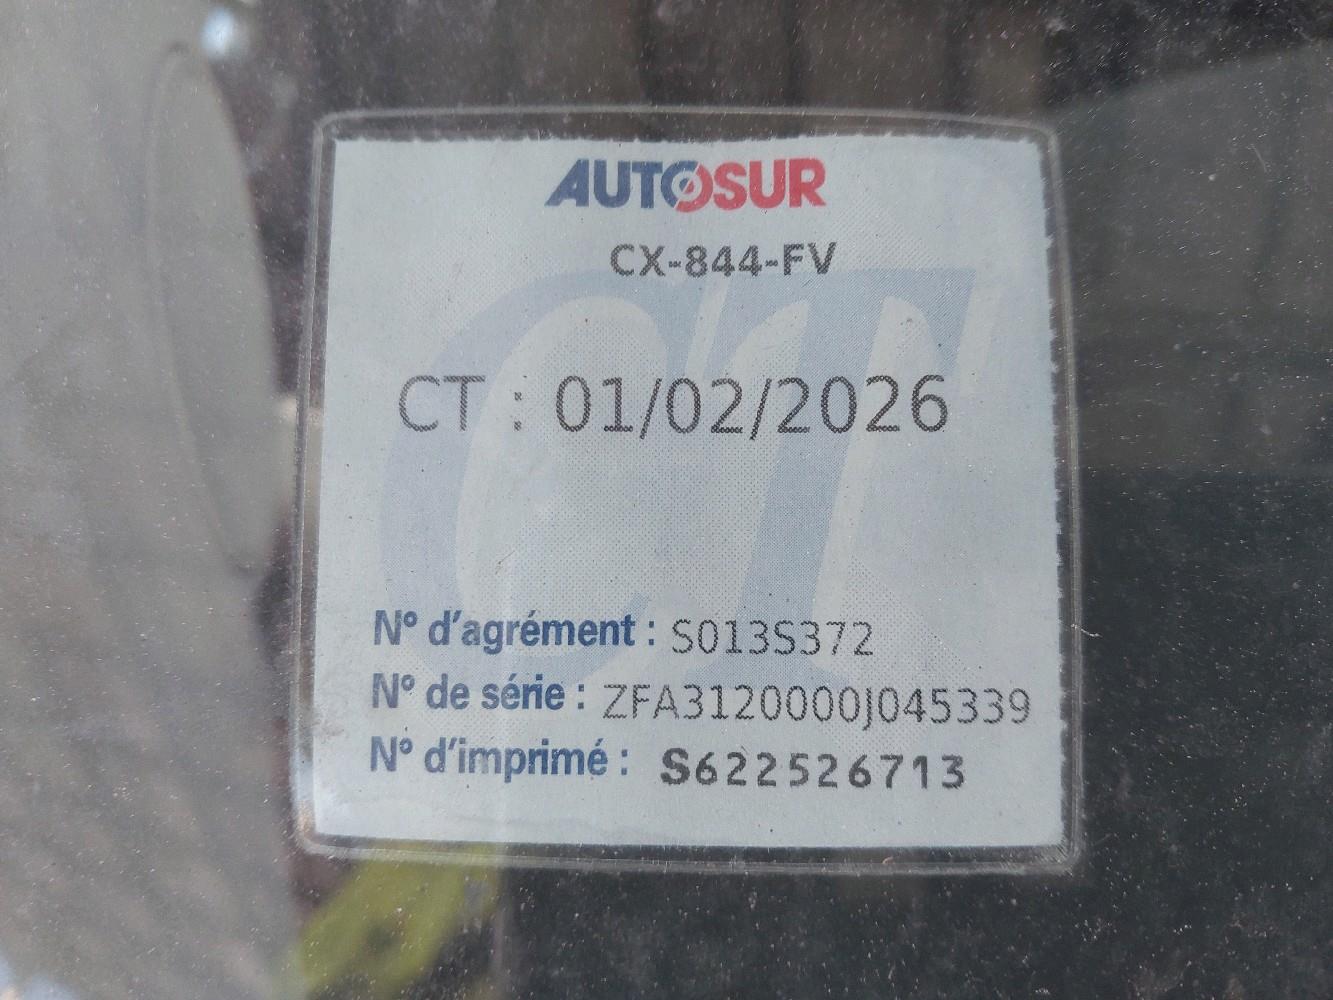 AUTOSUR
CX-844-FV
CT : 01/02/2026
N° d'agrément : S013S372
N° de série : ZFA3120000J045339
N° d'imprimé : S622526713